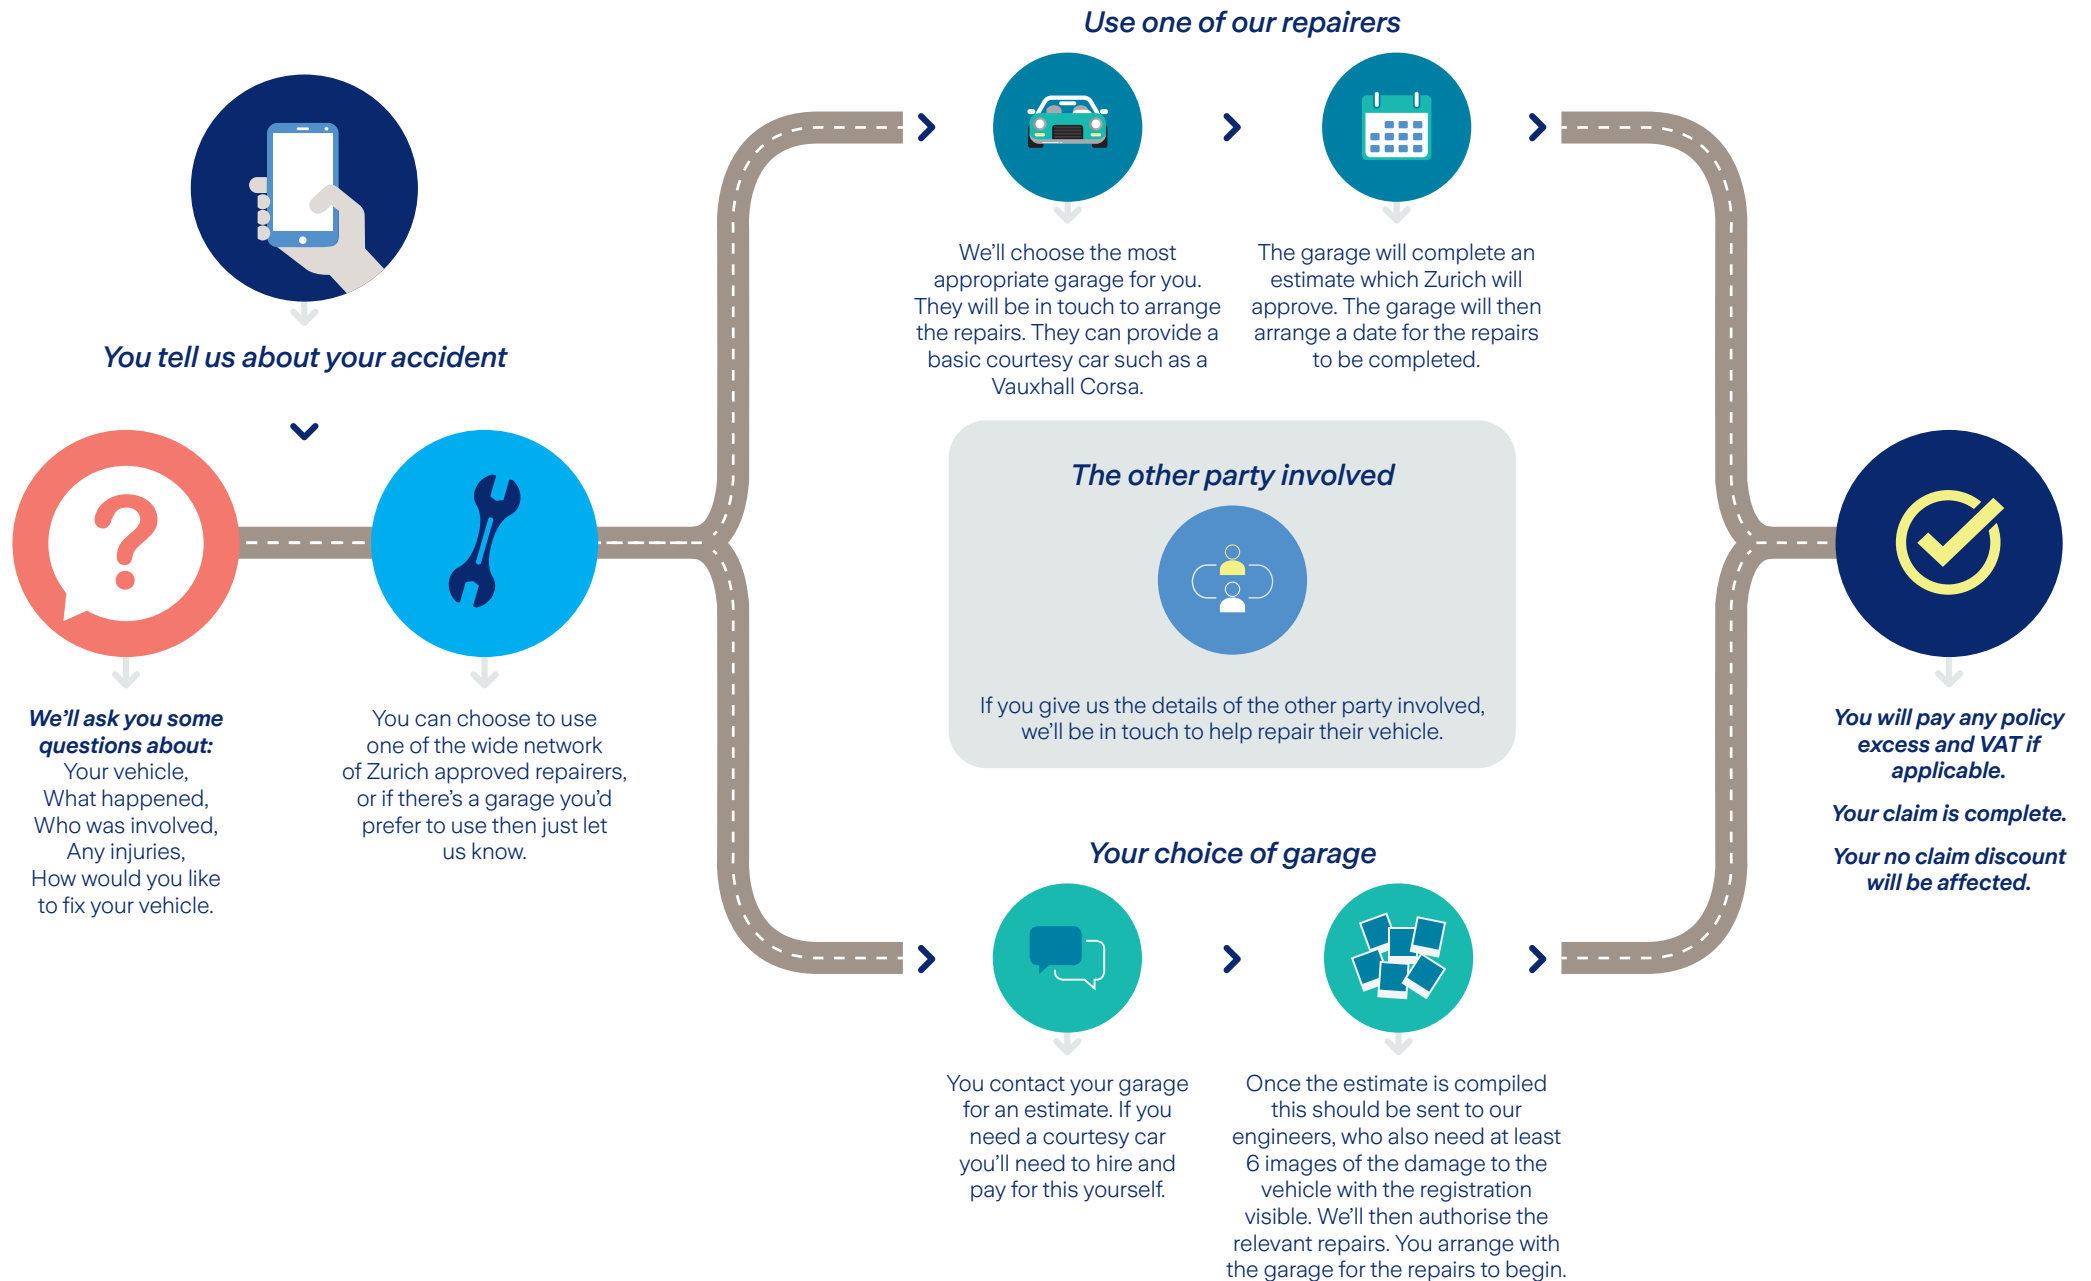 You tell us about your accident
We'll ask you some
questions about:
Your vehicle,
What happened,
Who was involved,
Any injuries,
How would you like
to fix your vehicle.
You can choose to use
one of the wide network
of Zurich approved repairers,
or if there's a garage you'd
prefer to use then just let
us know.
Use one of our repairers
We'll choose the most
appropriate garage for you.
They will be in touch to arrange
the repairs. They can provide a
basic courtesy car such as a
Vauxhall Corsa.
The garage will complete an
estimate which Zurich will
approve. The garage will then
arrange a date for the repairs
to be completed.
The other party involved
If you give us the details of the other party involved,
we'll be in touch to help repair their vehicle.
Your choice of garage
You contact your garage
for an estimate. If you
need a courtesy car
you'll need to hire and
pay for this yourself.
Once the estimate is compiled
this should be sent to our
engineers, who also need at least
6 images of the damage to the
vehicle with the registration
visible. We'll then authorise the
relevant repairs. You arrange with
the garage for the repairs to begin.
You will pay any policy
excess and VAT if
applicable.
Your claim is complete.
Your no claim discount
will be affected.